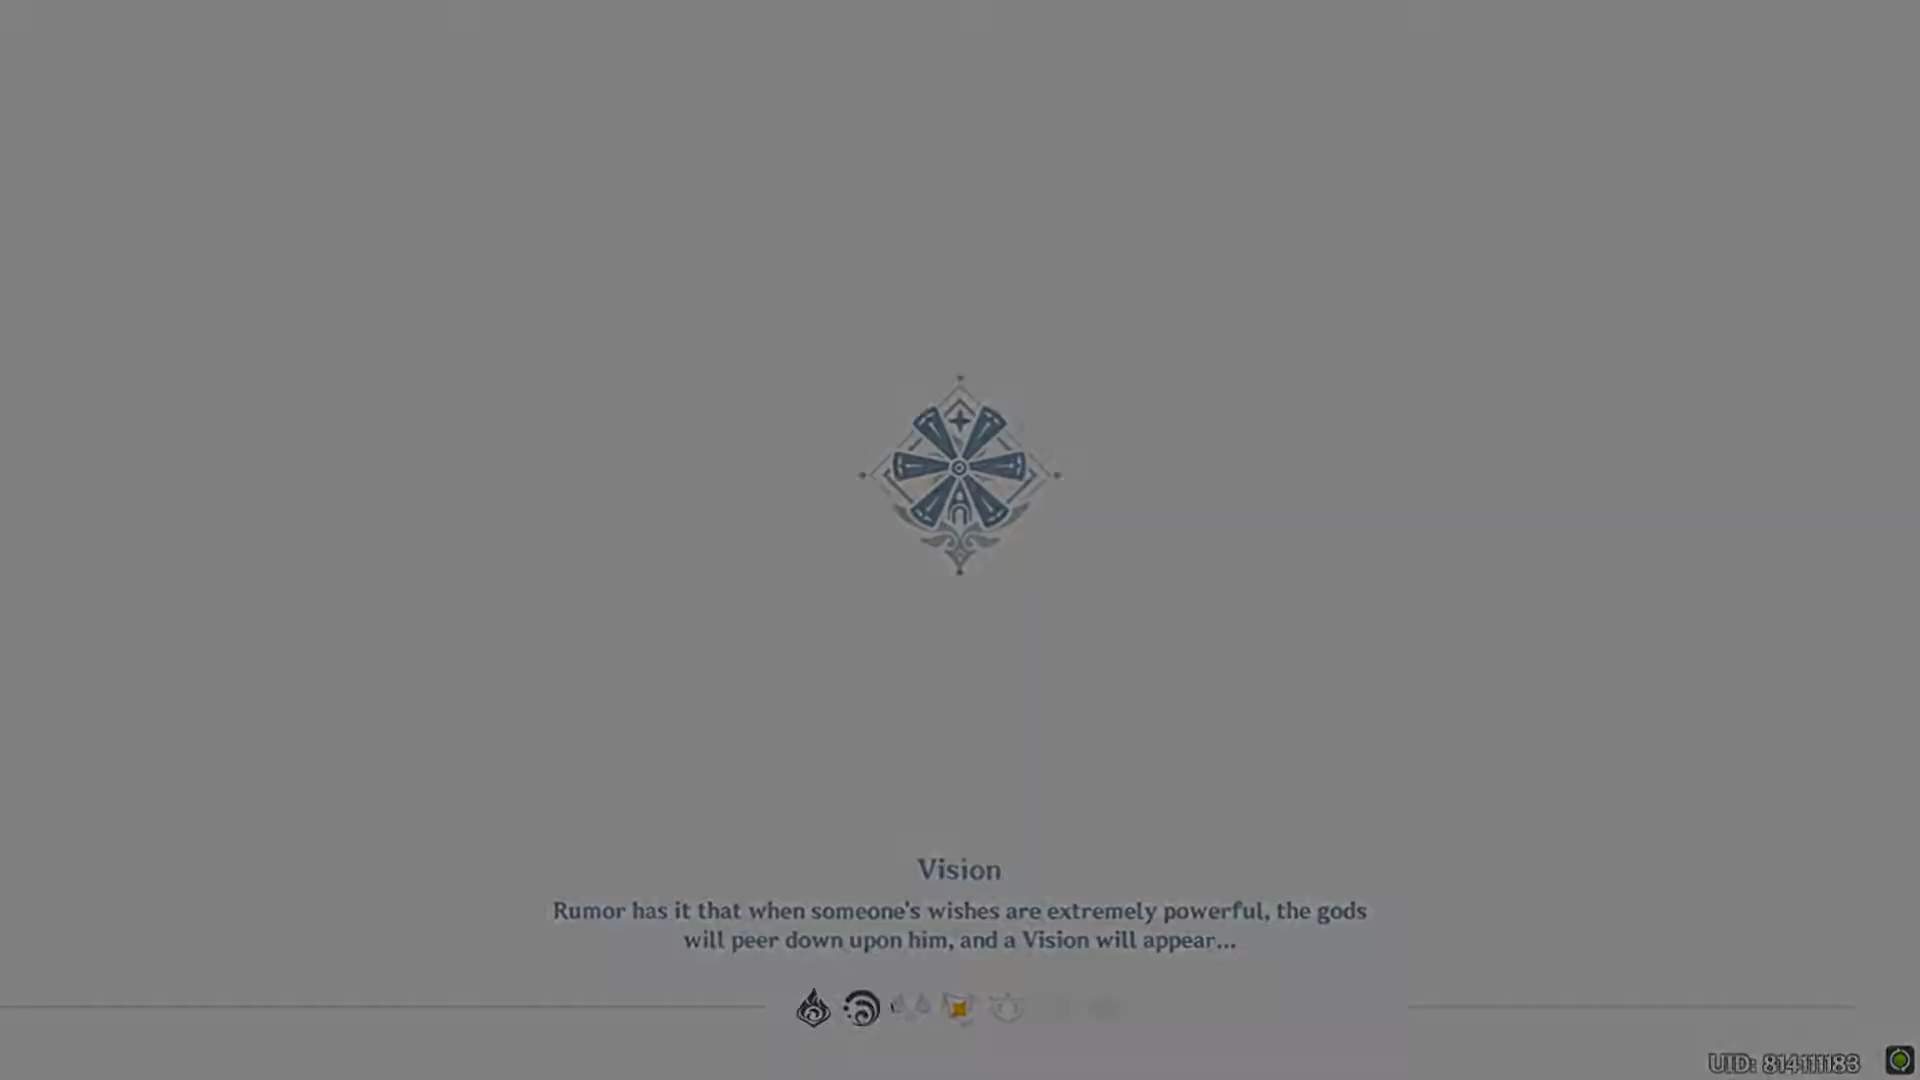 Vision
Rumor has it that when someone's wishes are extremely powerful, the gods
will peer down upon him, and a Vision will appear...
UID: 814111183